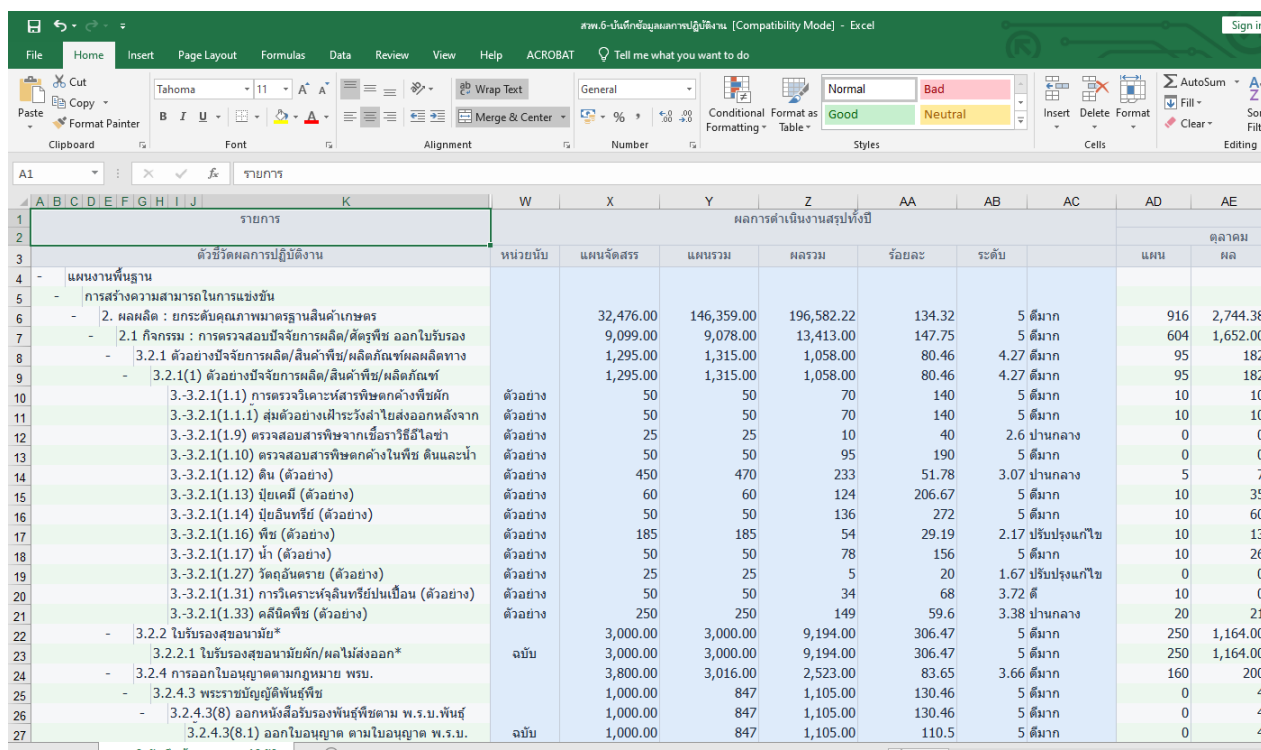 สวพ.6-บันทึกข้อมูลผลการปฏิบัติงาน [Compatibility Mode] - Excel
Sign in
File Home Insert Page Layout Formulas Data Review View Help ACROBAT Tell me what you want to do
Cut
Copy
Format Painter
Paste
Tahoma 11
B I U
Wrap Text
Merge & Center
General
Conditional Formatting
Format as Table
Normal Bad
Good Neutral
Insert Delete Format
AutoSum
Fill
Clear
Clipboard Font Alignment Number Styles Cells Editing
A1 fx รายการ
A B C D E F G H I J K W X Y Z AA AB AC AD AE
1 รายการ ผลการดำเนินงานสรุปทั้งปี
2 ตุลาคม
3 ตัวชี้วัดผลการปฏิบัติงาน หน่วยนับ แผนจัดสรร แผนรวม ผลรวม ร้อยละ ระดับ แผน ผล
4 - แผนงานพื้นฐาน
5 - การสร้างความสามารถในการแข่งขัน
6 - 2. ผลผลิต : ยกระดับคุณภาพมาตรฐานสินค้าเกษตร 32,476.00 146,359.00 196,582.22 134.32 5 ดีมาก 916 2,744.38
7 - 2.1 กิจกรรม : การตรวจสอบปัจจัยการผลิต/ศัตรูพืช ออกใบรับรอง 9,099.00 9,078.00 13,413.00 147.75 5 ดีมาก 604 1,652.00
8 - 3.2.1 ตัวอย่างปัจจัยการผลิต/สินค้าพืช/ผลิตภัณฑ์ผลผลิตทาง 1,295.00 1,315.00 1,058.00 80.46 4.27 ดีมาก 95 182
9 - 3.2.1(1) ตัวอย่างปัจจัยการผลิต/สินค้าพืช/ผลิตภัณฑ์ 1,295.00 1,315.00 1,058.00 80.46 4.27 ดีมาก 95 182
10 3.-3.2.1(1.1) การตรวจวิเคาะห์สารพิษตกค้างพืชผัก ตัวอย่าง 50 50 70 140 5 ดีมาก 10 10
11 3.-3.2.1(1.1.1) สุ่มตัวอย่างเฝ้าระวังลำไยส่งออกหลังจาก ตัวอย่าง 50 50 70 140 5 ดีมาก 10 10
12 3.-3.2.1(1.9) ตรวจสอบสารพิษจากเชื้อราวิธีอีไลซ่า ตัวอย่าง 25 25 10 40 2.6 ปานกลาง 0 0
13 3.-3.2.1(1.10) ตรวจสอบสารพิษตกค้างในพืช ดินและน้ำ ตัวอย่าง 50 50 95 190 5 ดีมาก 0 0
14 3.-3.2.1(1.12) ดิน (ตัวอย่าง) ตัวอย่าง 450 470 233 51.78 3.07 ปานกลาง 5 7
15 3.-3.2.1(1.13) ปุ๋ยเคมี (ตัวอย่าง) ตัวอย่าง 60 60 124 206.67 5 ดีมาก 10 35
16 3.-3.2.1(1.14) ปุ๋ยอินทรีย์ (ตัวอย่าง) ตัวอย่าง 50 50 136 272 5 ดีมาก 10 60
17 3.-3.2.1(1.16) พืช (ตัวอย่าง) ตัวอย่าง 185 185 54 29.19 2.17 ปรับปรุงแก้ไข 10 13
18 3.-3.2.1(1.17) น้ำ (ตัวอย่าง) ตัวอย่าง 50 50 78 156 5 ดีมาก 10 26
19 3.-3.2.1(1.27) วัตถุอันตราย (ตัวอย่าง) ตัวอย่าง 25 25 5 20 1.67 ปรับปรุงแก้ไข 0 0
20 3.-3.2.1(1.31) การวิเคราะห์จุลินทรีย์ปนเปื้อน (ตัวอย่าง) ตัวอย่าง 50 50 34 68 3.72 ดี 10 0
21 3.-3.2.1(1.33) คลีนิคพืช (ตัวอย่าง) ตัวอย่าง 250 250 149 59.6 3.38 ปานกลาง 20 21
22 - 3.2.2 ใบรับรองสุขอนามัย* 3,000.00 3,000.00 9,194.00 306.47 5 ดีมาก 250 1,164.00
23 3.2.2.1 ใบรับรองสุขอนามัยผัก/ผลไม้ส่งออก* ฉบับ 3,000.00 3,000.00 9,194.00 306.47 5 ดีมาก 250 1,164.00
24 - 3.2.4 การออกใบอนุญาตตามกฎหมาย พรบ. 3,800.00 3,016.00 2,523.00 83.65 3.66 ดีมาก 160 200
25 - 3.2.4.3 พระราชบัญญัติพันธุ์พืช 1,000.00 847 1,105.00 130.46 5 ดีมาก 0 4
26 - 3.2.4.3(8) ออกหนังสือรับรองพันธุ์พืชตาม พ.ร.บ.พันธุ์ 1,000.00 847 1,105.00 130.46 5 ดีมาก 0 4
27 3.2.4.3(8.1) ออกใบอนุญาต ตามใบอนุญาต พ.ร.บ. ฉบับ 1,000.00 847 1,105.00 110.5 5 ดีมาก 0 4